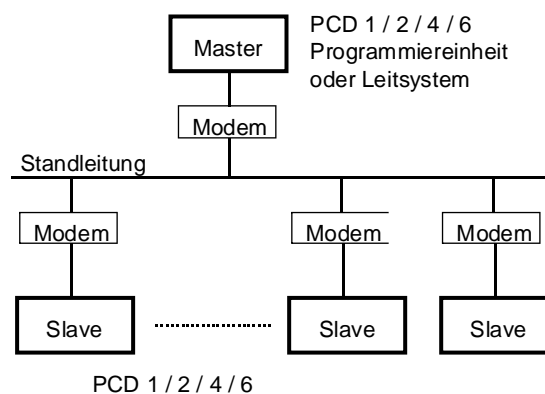 PCD 1 / 2 / 4 / 6
Master
Programmiereinheit
oder Leitsystem
Modem
Standleitung
Modem
Modem
Modem
Slave
Slave
Slave
PCD 1 / 2 / 4 / 6